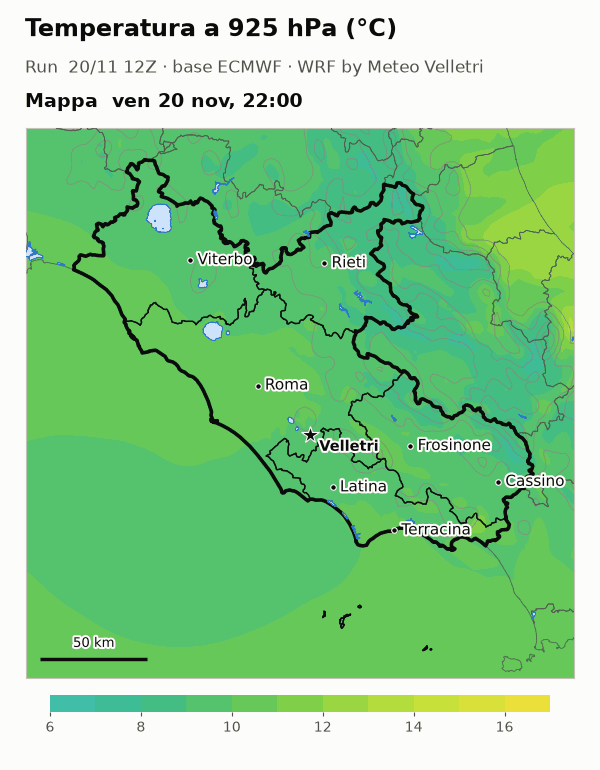 Temperatura a 925 hPa (°C)
Run  20/11 12Z · base ECMWF · WRF by Meteo Velletri
Mappa  ven 20 nov, 22:00
Viterbo
Rieti
Roma
Velletri
Frosinone
Cassino
Latina
Terracina
50 km
6 8 10 12 14 16